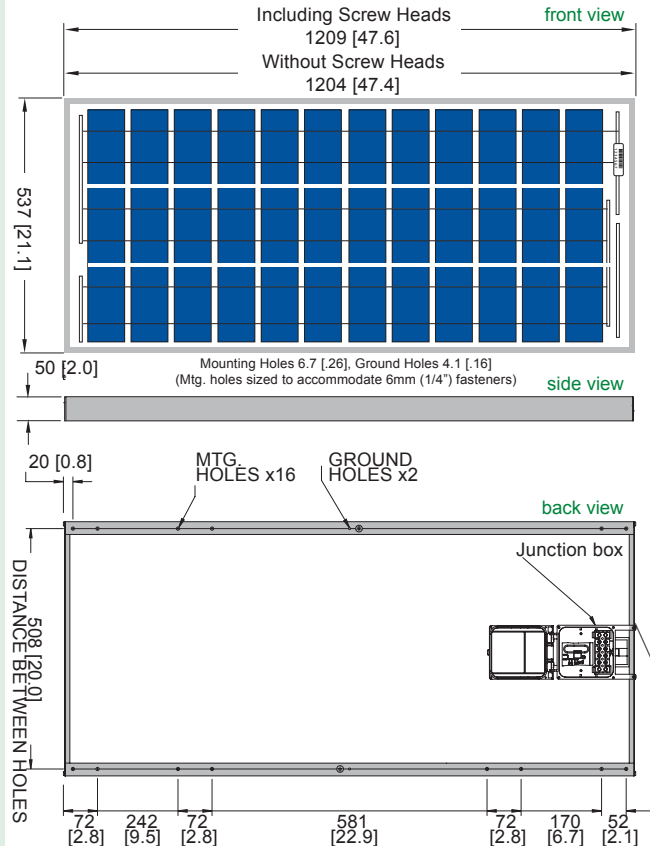 Including Screw Heads
front view
1209 [47.6]
Without Screw Heads
1204 [47.4]
537 [21.1]
50 [2.0]
Mounting Holes 6.7 [.26], Ground Holes 4.1 [.16]
(Mtg. holes sized to accommodate 6mm (1/4") fasteners)
side view
20 [0.8]
MTG.
HOLES x16
GROUND
HOLES x2
back view
Junction box
508 [20.0]
DISTANCE BETWEEN HOLES
72
[2.8]
242
[9.5]
72
[2.8]
581
[22.9]
72
[2.8]
170
[6.7]
52
[2.1]